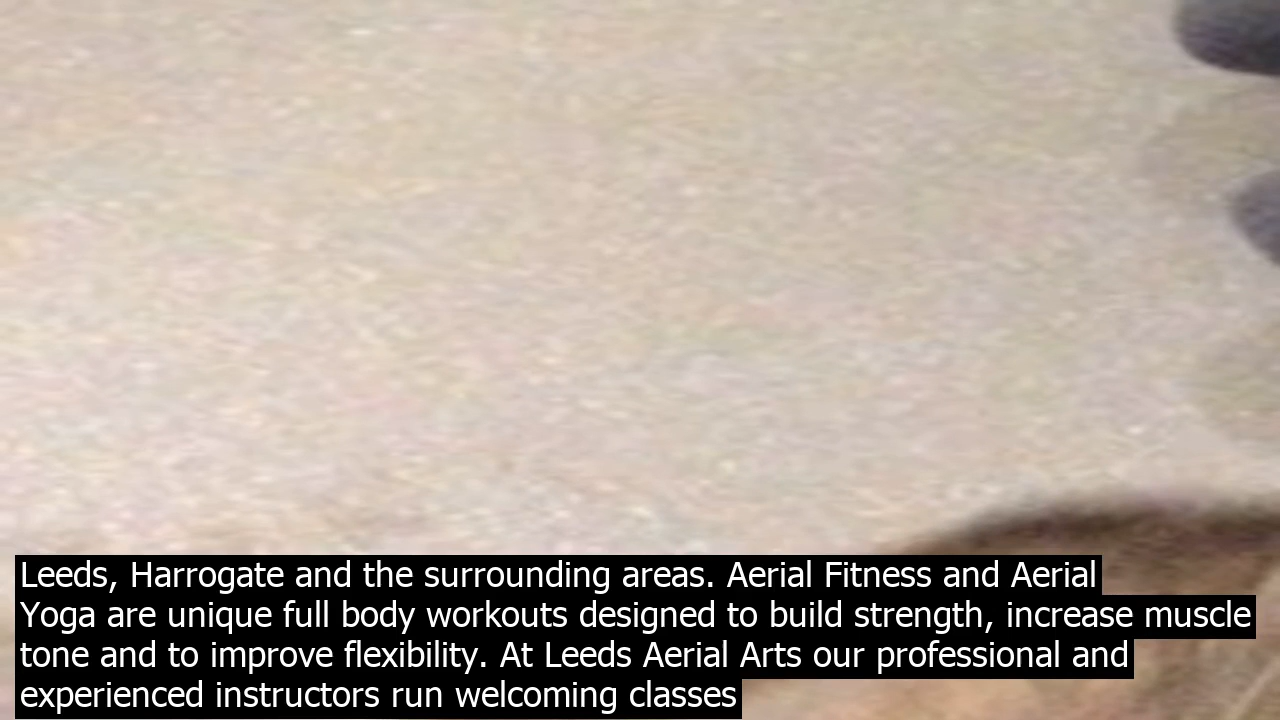 Leeds, Harrogate and the surrounding areas. Aerial Fitness and Aerial
Yoga are unique full body workouts designed to build strength, increase muscle
tone and to improve flexibility. At Leeds Aerial Arts our professional and
experienced instructors run welcoming classes